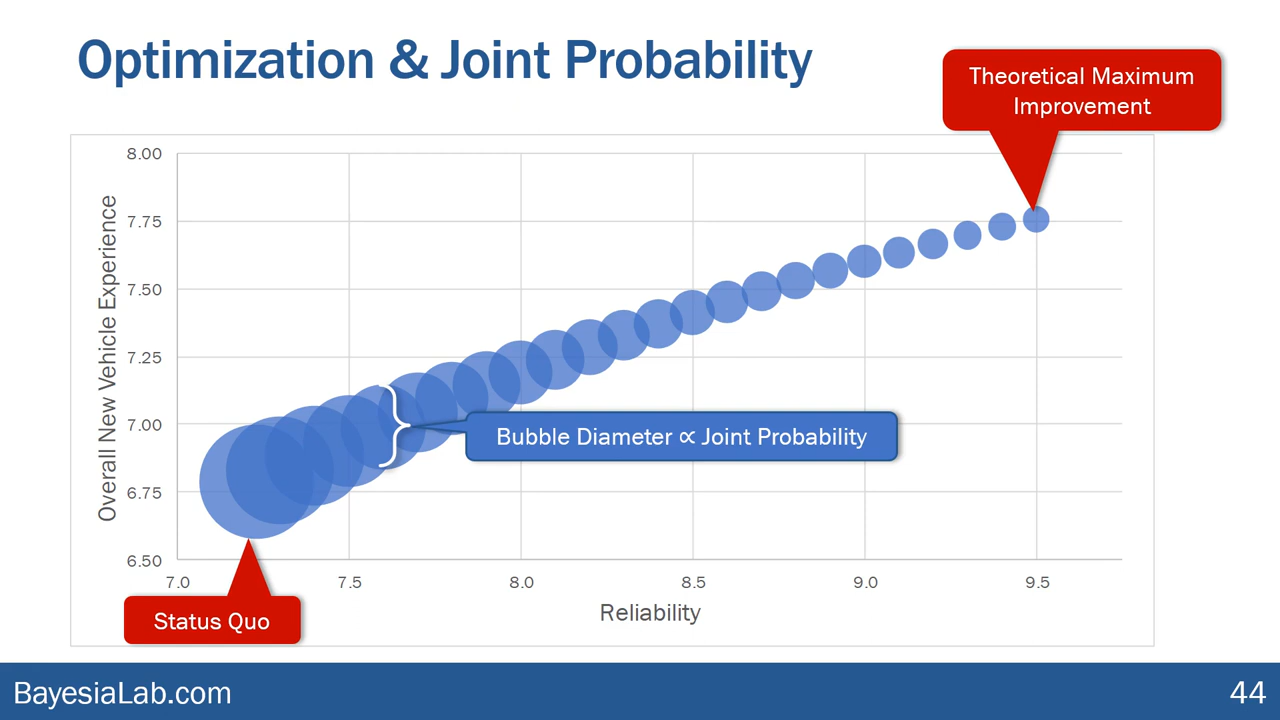 Optimization & Joint Probability
Theoretical Maximum
Improvement
8.00
7.75
7.50
7.25
7.00
6.75
6.50
Overall New Vehicle Experience
Bubble Diameter ∝ Joint Probability
7.0
7.5
8.0
8.5
9.0
9.5
Reliability
Status Quo
BayesiaLab.com
44